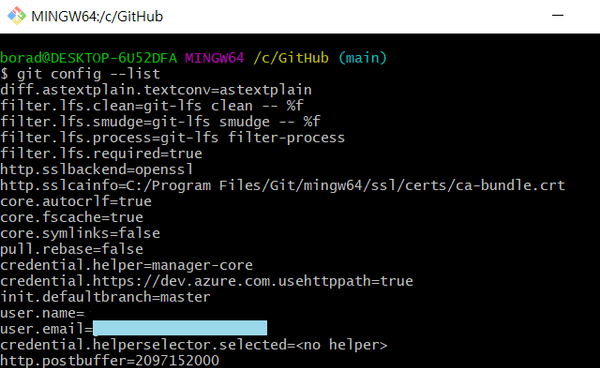 MINGW64:/c/GitHub
borad@DESKTOP-6U52DFA MINGW64 /c/GitHub (main)
$ git config --list
diff.astextplain.textconv=astextplain
filter.lfs.clean=git-lfs clean -- %f
filter.lfs.smudge=git-lfs smudge -- %f
filter.lfs.process=git-lfs filter-process
filter.lfs.required=true
http.sslbackend=openssl
http.sslcainfo=C:/Program Files/Git/mingw64/ssl/certs/ca-bundle.crt
core.autocrlf=true
core.fscache=true
core.symlinks=false
pull.rebase=false
credential.helper=manager-core
credential.https://dev.azure.com.usehttppath=true
init.defaultbranch=master
user.name=
user.email=
credential.helperselector.selected=<no helper>
http.postbuffer=2097152000